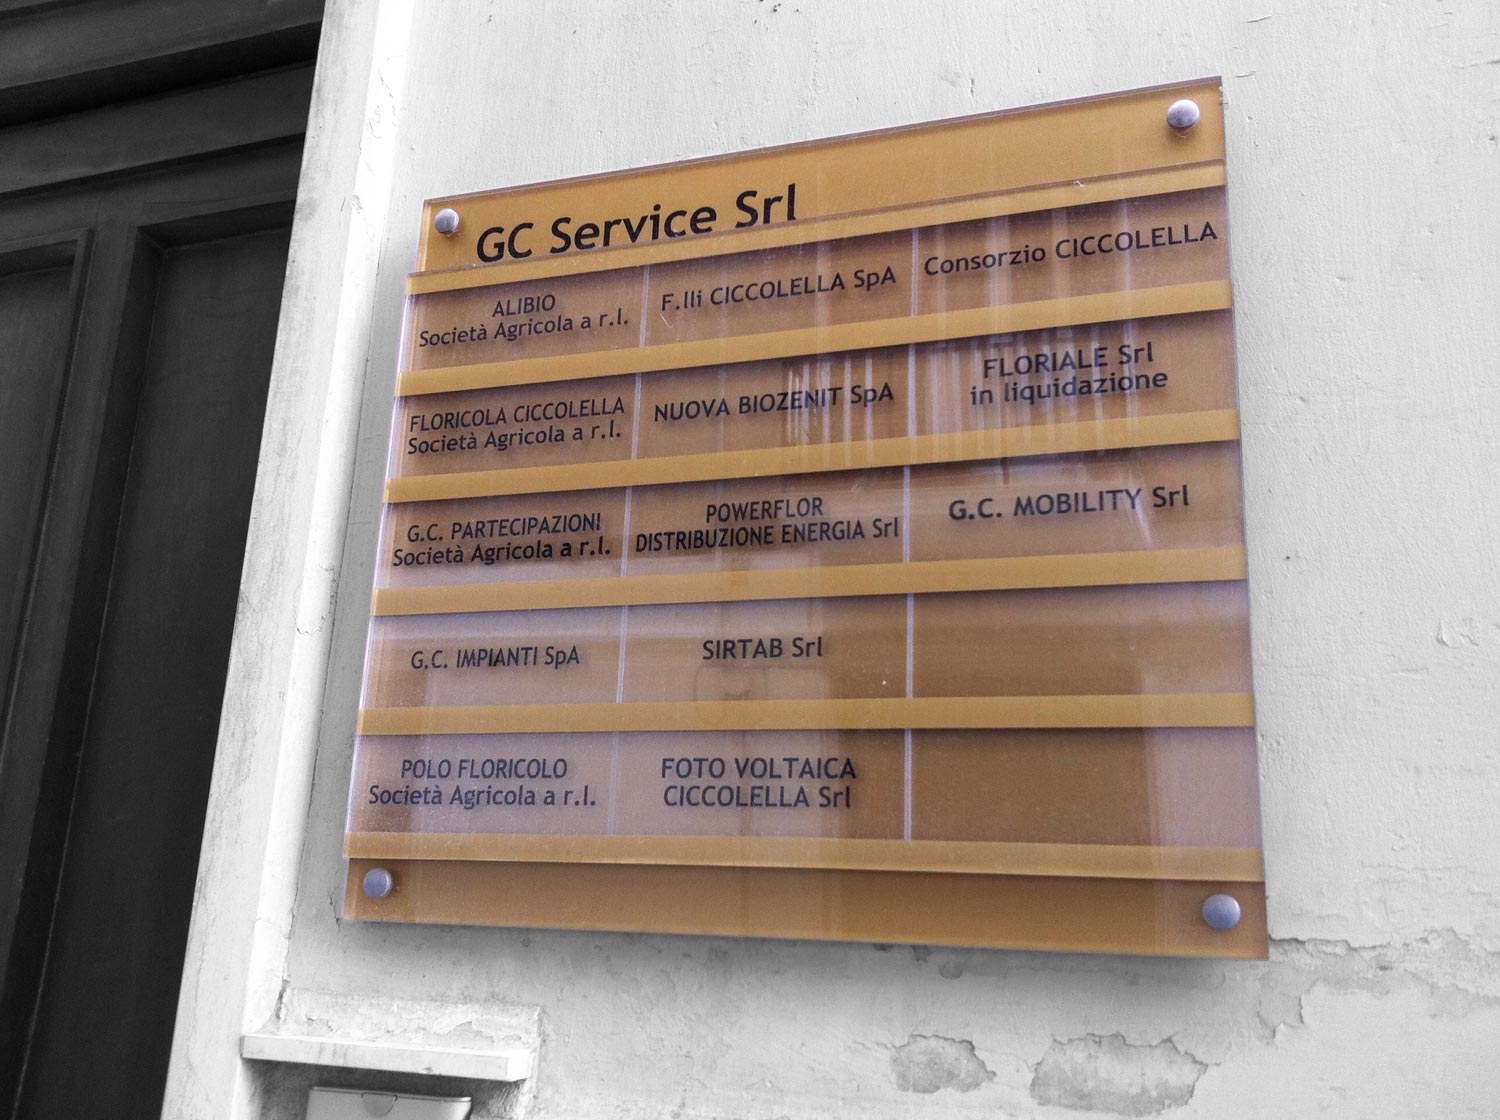 GC Service Srl
ALIBIO
Società Agricola a r.l.
F.lli CICCOLELLA SpA
Consorzio CICCOLELLA
FLORICOLA CICCOLELLA
Società Agricola a r.l.
NUOVA BIOZENIT SpA
FLORIALE Srl
in liquidazione
G.C. PARTECIPAZIONI
Società Agricola a r.l.
POWERFLOR
DISTRIBUZIONE ENERGIA Srl
G.C. MOBILITY Srl
G.C. IMPIANTI SpA
SIRTAB Srl
POLO FLORICOLO
Società Agricola a r.l.
FOTO VOLTAICA
CICCOLELLA Srl